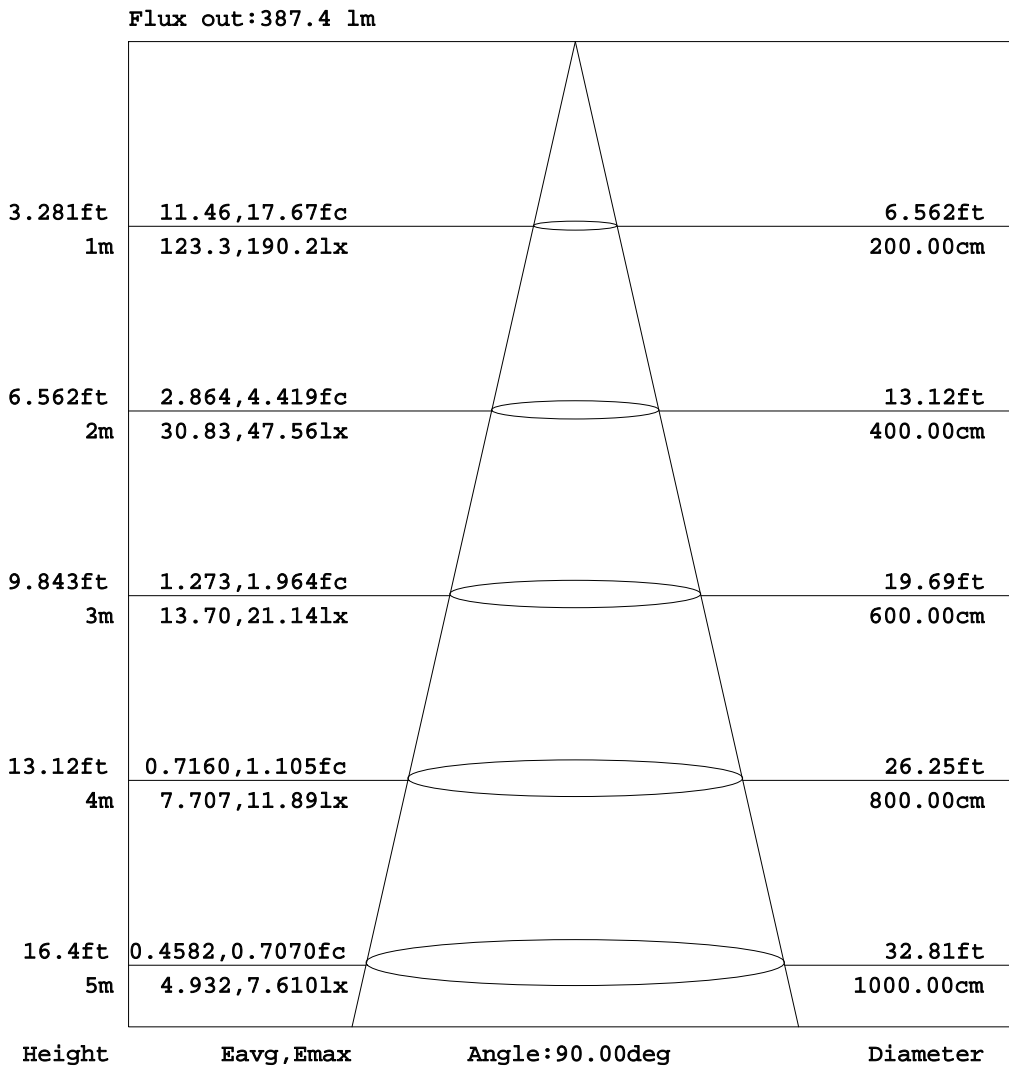 Flux out:387.4 lm
3.281ft 11.46,17.67fc 6.562ft
1m 123.3,190.2lx 200.00cm
6.562ft 2.864,4.419fc 13.12ft
2m 30.83,47.56lx 400.00cm
9.843ft 1.273,1.964fc 19.69ft
3m 13.70,21.14lx 600.00cm
13.12ft 0.7160,1.105fc 26.25ft
4m 7.707,11.89lx 800.00cm
16.4ft 0.4582,0.7070fc 32.81ft
5m 4.932,7.610lx 1000.00cm
Height Eavg,Emax Angle:90.00deg Diameter